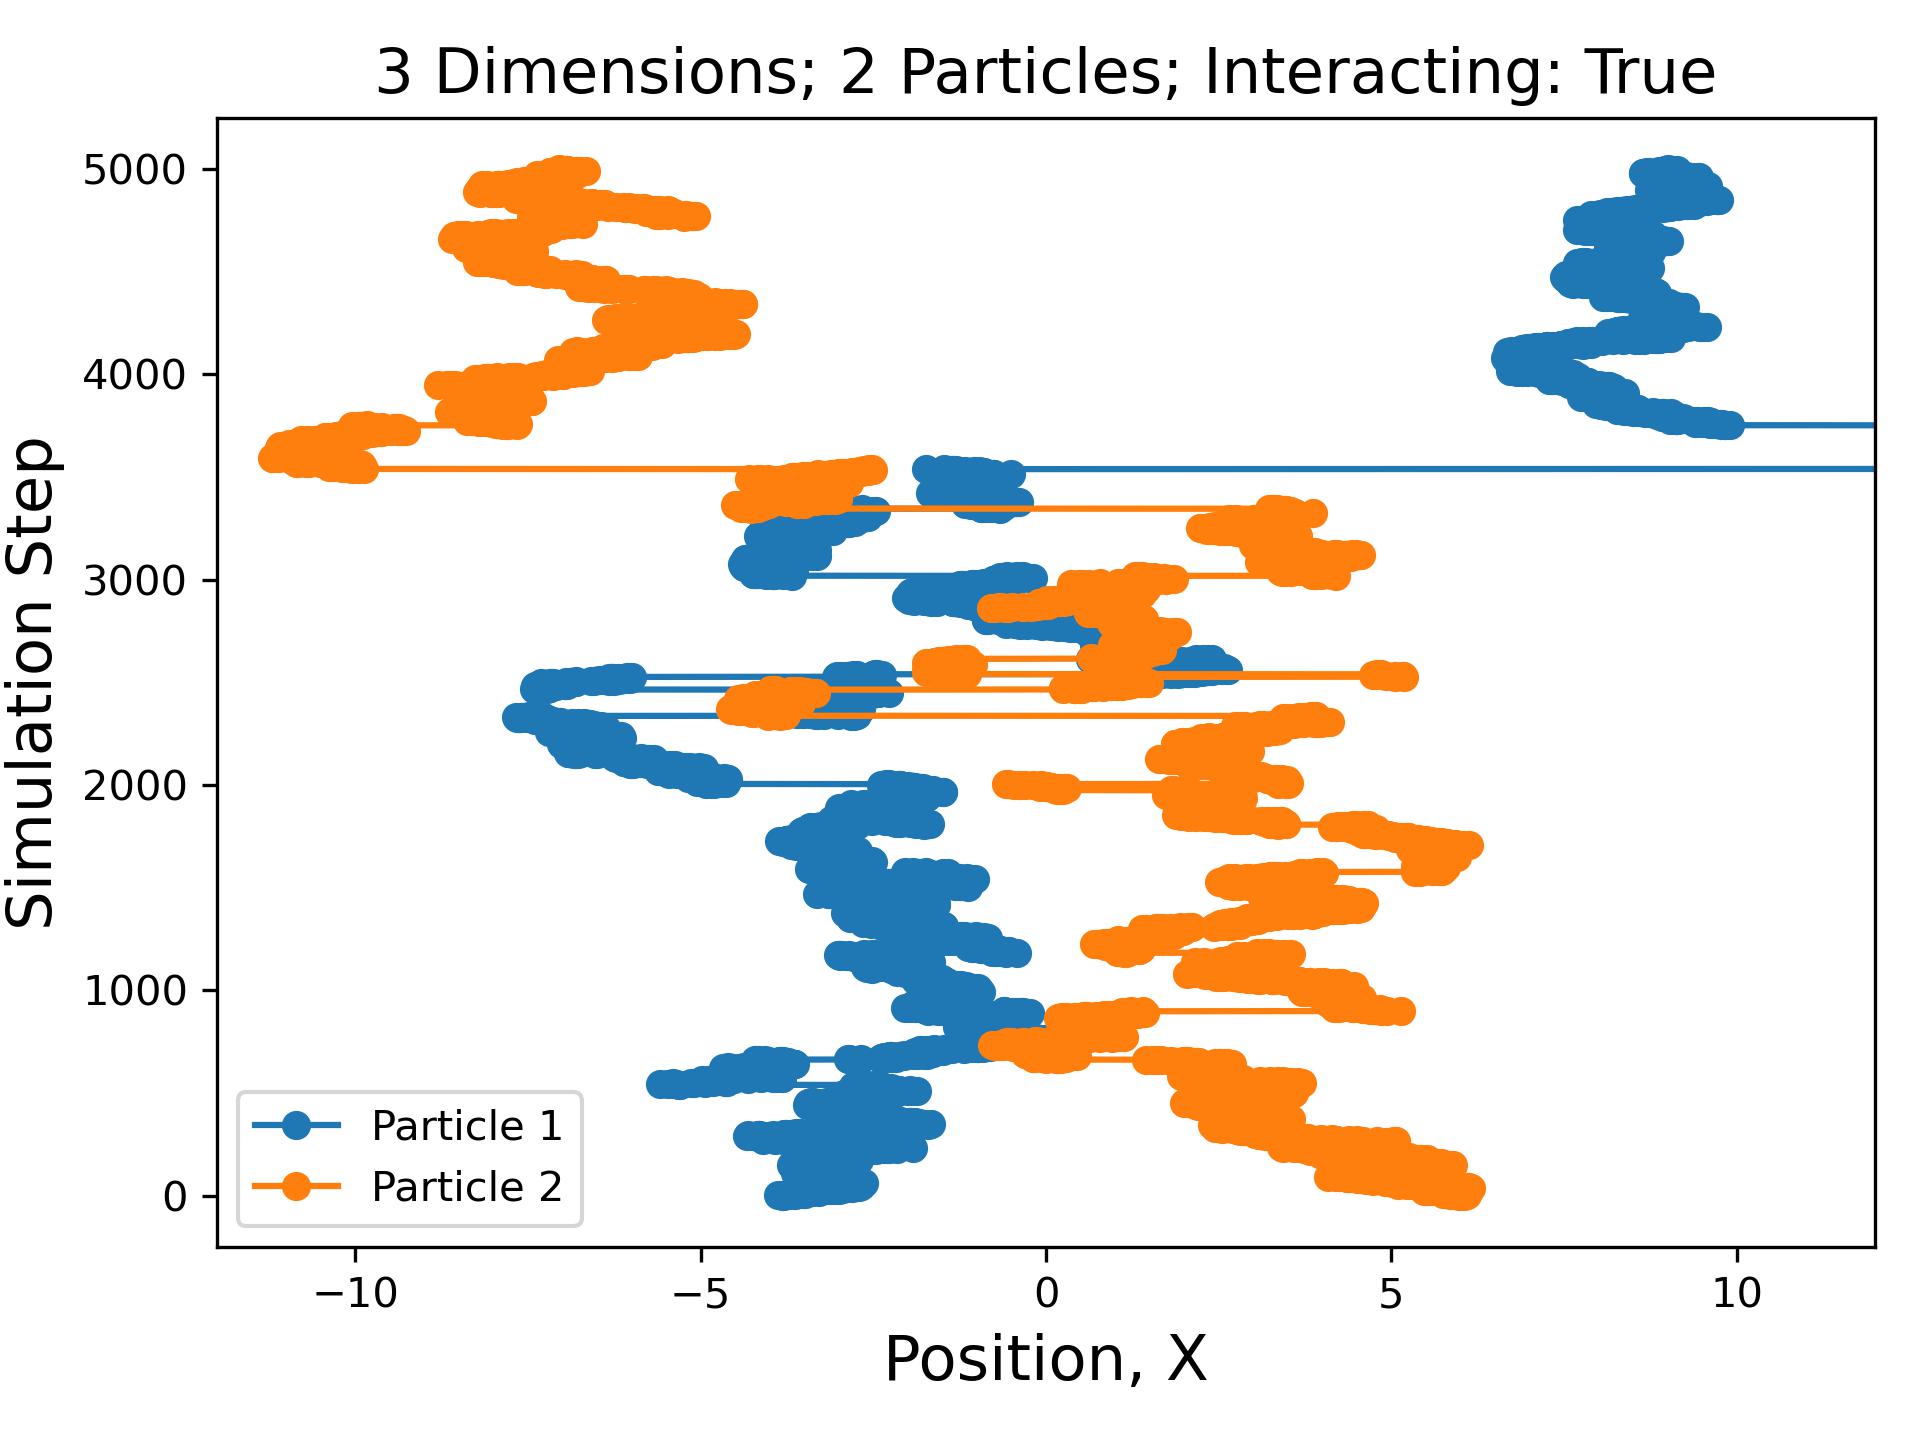 3 Dimensions; 2 Particles; Interacting: True
Simulation Step
5000
4000
3000
2000
1000
0
Particle 1
Particle 2
−10
−5
0
5
10
Position, X